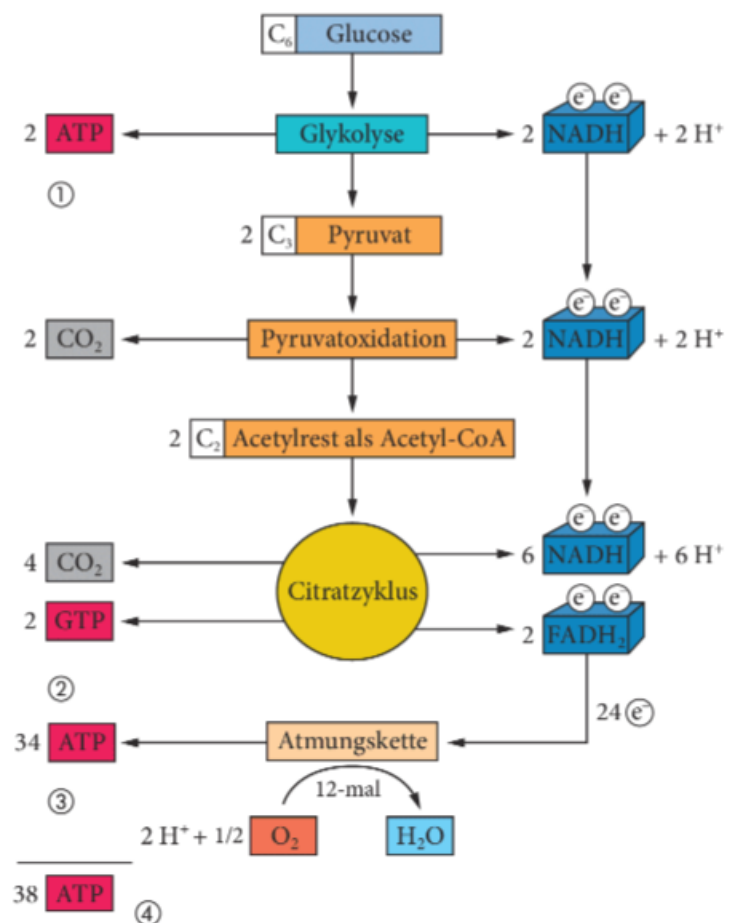 C₆ Glucose
e⁻ e⁻
2 ATP Glykolyse 2 NADH + 2 H⁺
①
2 C₃ Pyruvat
e⁻ e⁻
2 CO₂ Pyruvatoxidation 2 NADH + 2 H⁺
2 C₂ Acetylrest als Acetyl-CoA
e⁻ e⁻
4 CO₂ 6 NADH + 6 H⁺
Citratzyklus
e⁻ e⁻
2 GTP 2 FADH₂
②
24 e⁻
34 ATP Atmungskette
③
12-mal
2 H⁺ + 1/2 O₂ H₂O
38 ATP
④